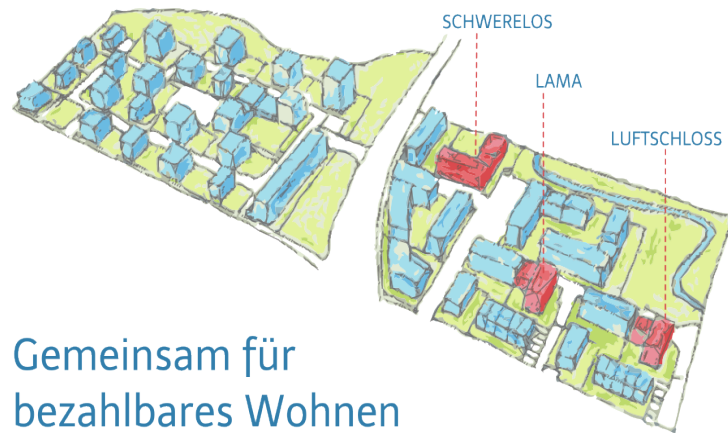 SCHWERELOS
LAMA
LUFTSCHLOSS
Gemeinsam für
bezahlbares Wohnen